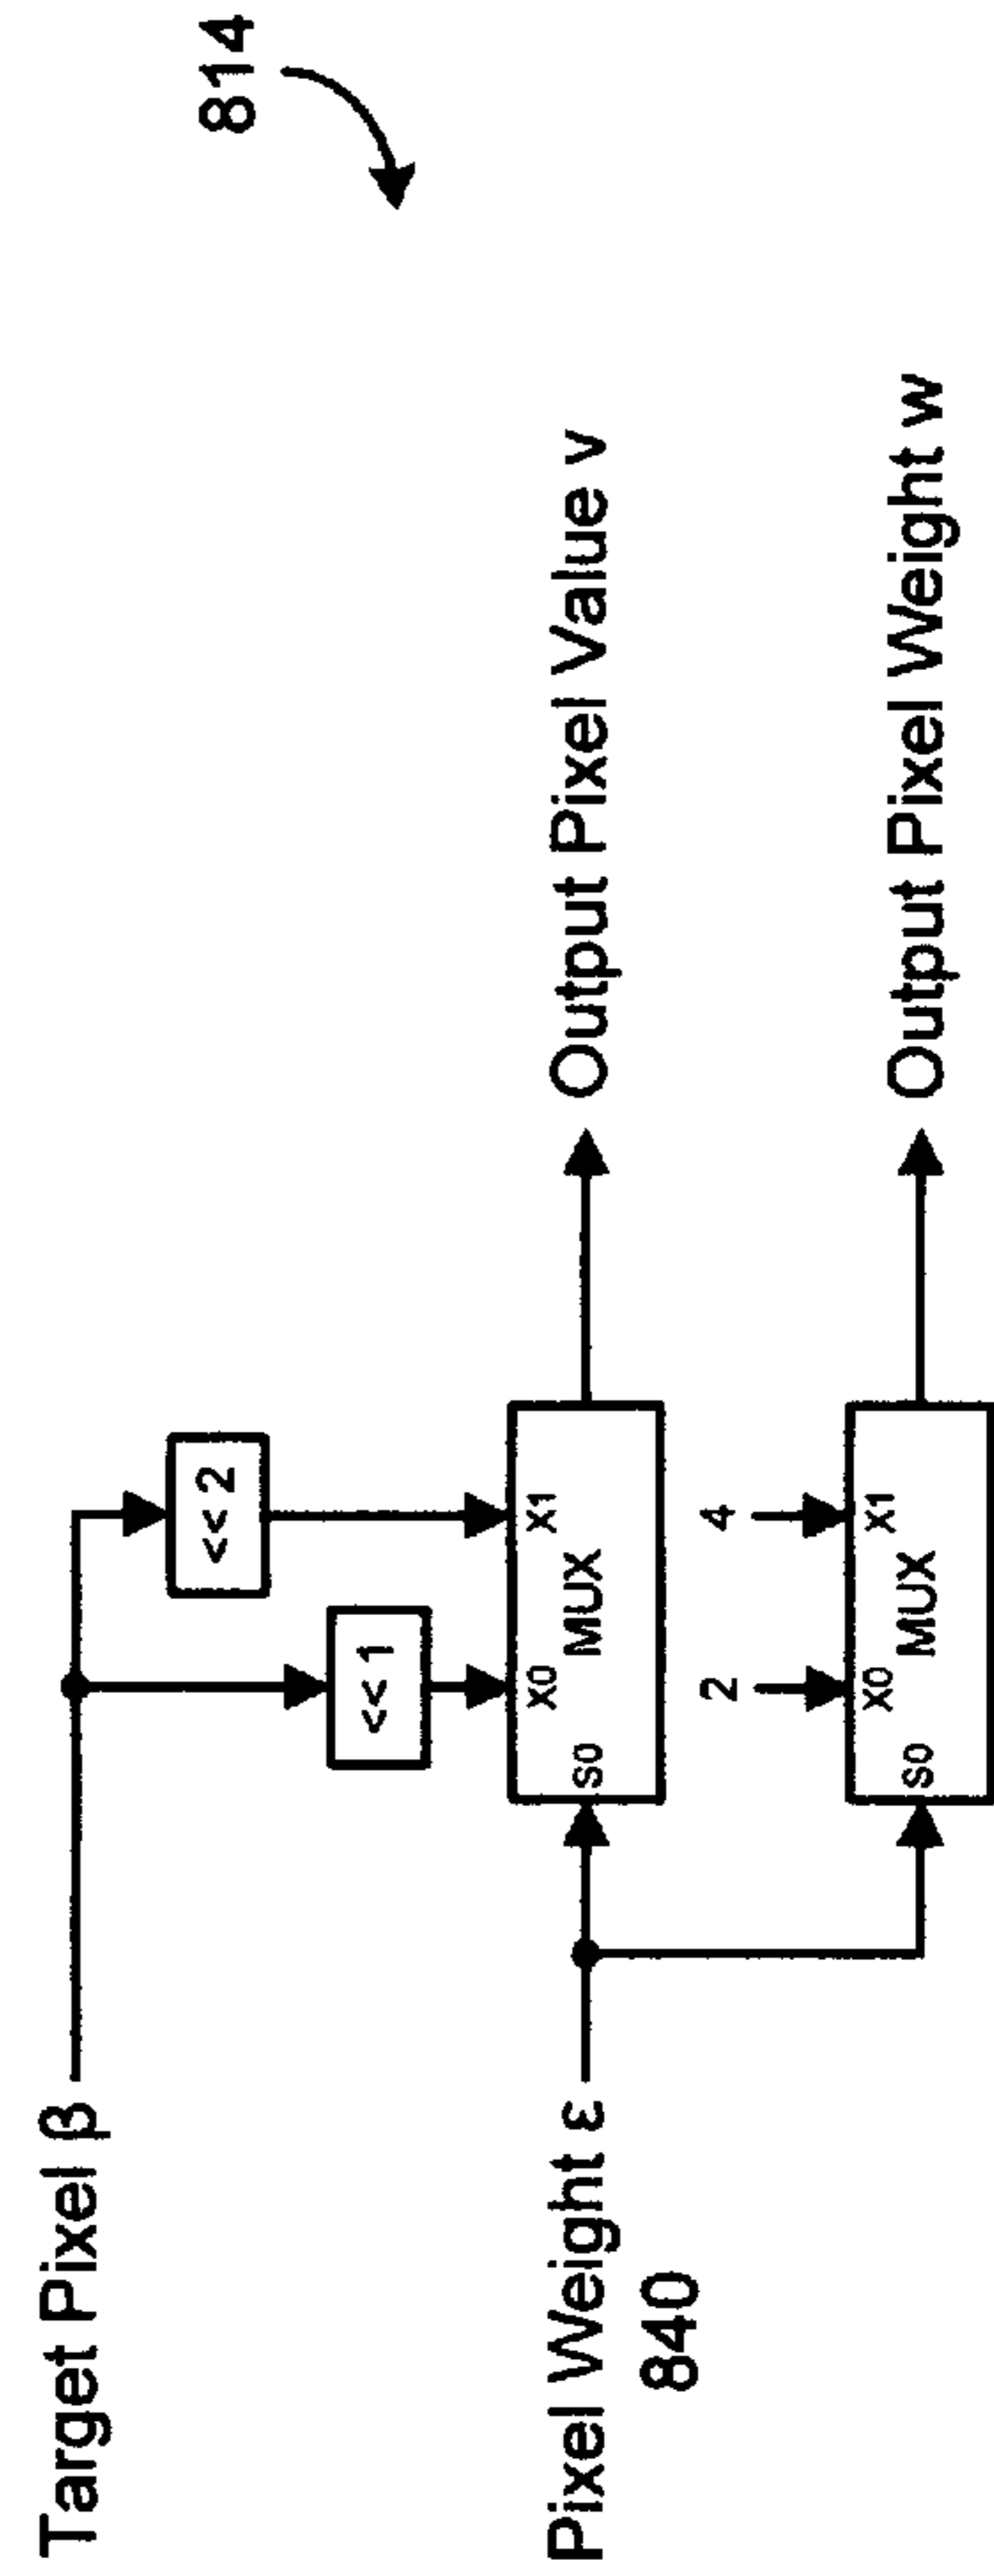 814
Target Pixel β
<< 2
<< 1
X0 X1
MUX
S0
Pixel Weight ε
840
Output Pixel Value v
2 4
X0 X1
MUX
S0
Output Pixel Weight w